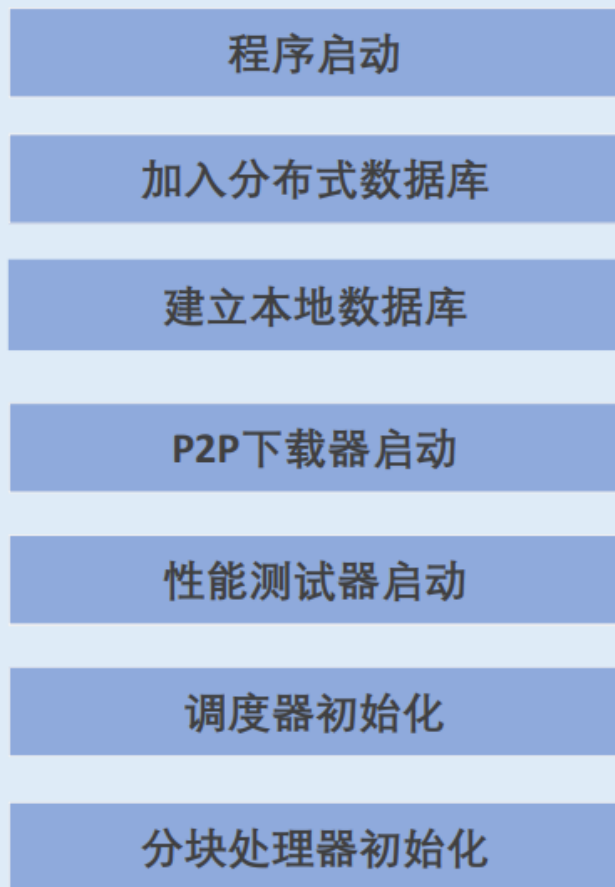 程序启动
加入分布式数据库
建立本地数据库
P2P下载器启动
性能测试器启动
调度器初始化
分块处理器初始化